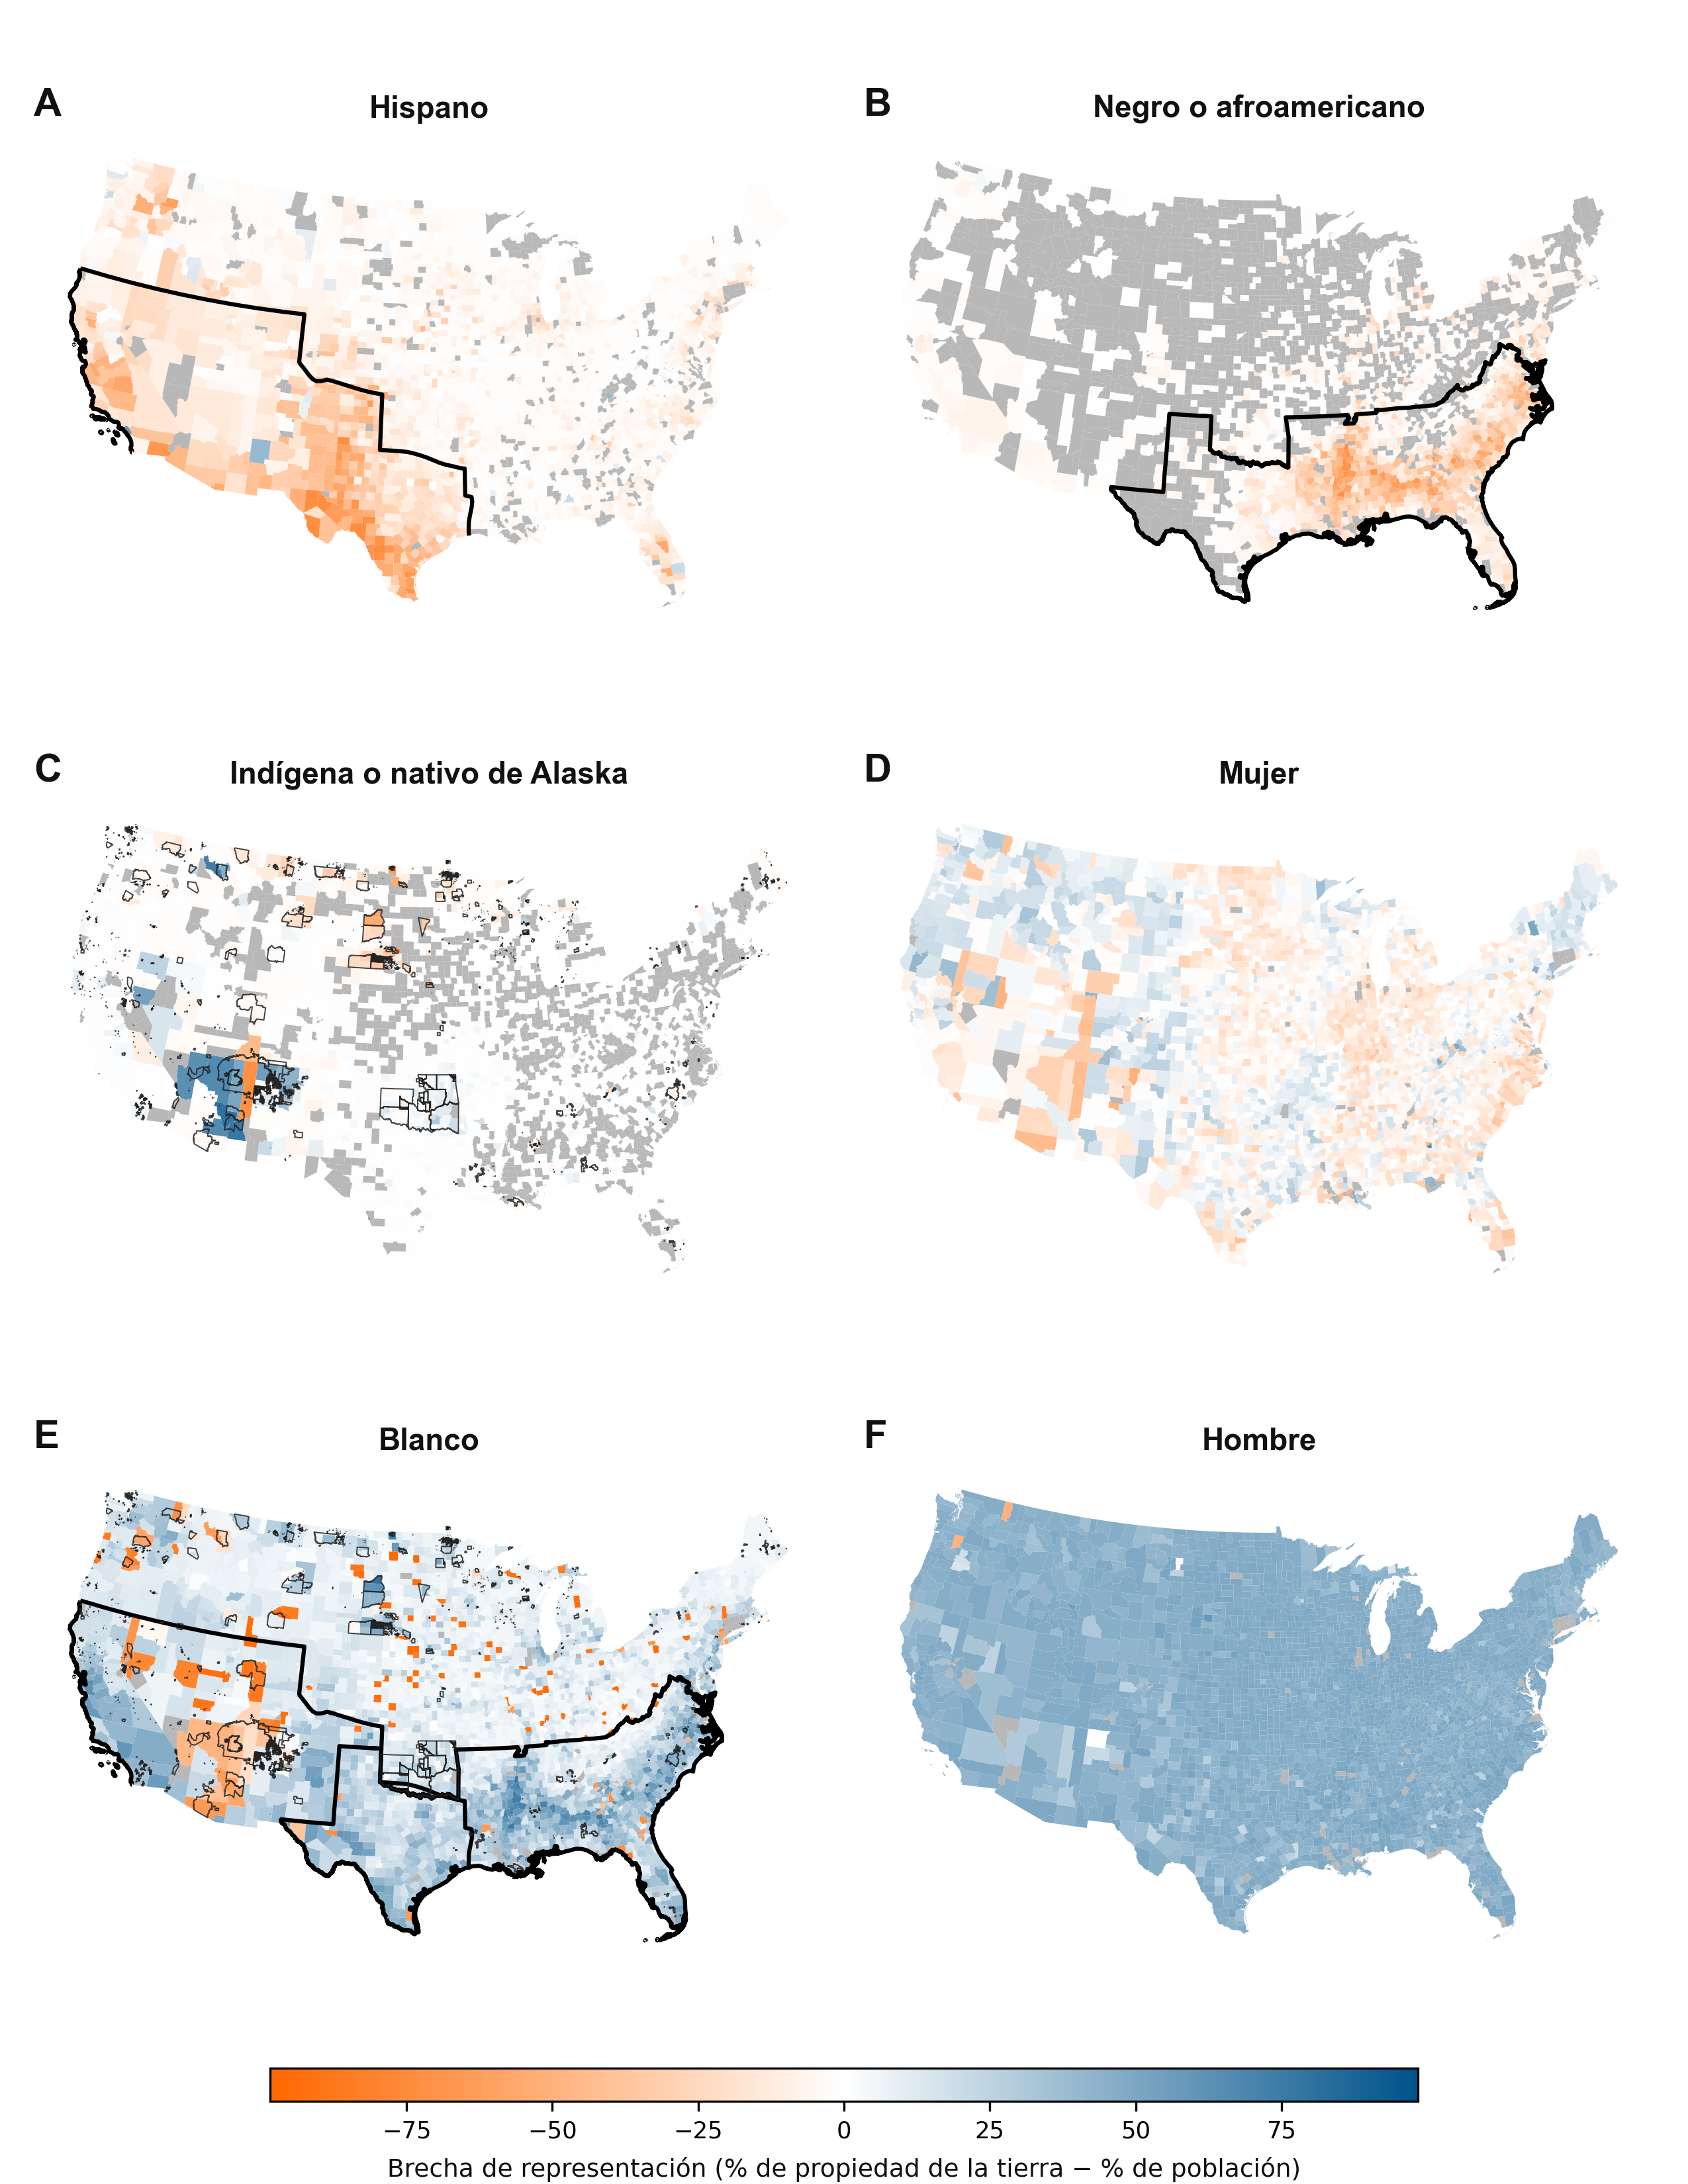 A
Hispano
B
Negro o afroamericano
C
Indígena o nativo de Alaska
D
Mujer
E
Blanco
F
Hombre
−75 −50 −25 0 25 50 75
Brecha de representación (% de propiedad de la tierra − % de población)